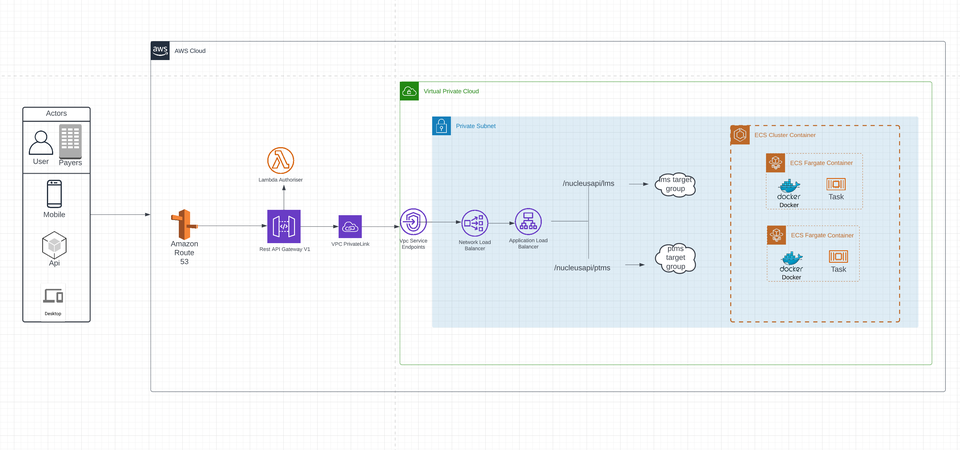 aws
AWS Cloud
Virtual Private Cloud
Actors
User
Payers
Mobile
Api
Desktop
Amazon
Route
53
Lambda Authoriser
Rest API Gateway V1
VPC PrivateLink
Vpc Service
Endpoints
Private Subnet
Network Load
Balancer
Application Load
Balancer
/nucleusapi/lms
lms target
group
/nucleusapi/ptms
ptms
target
group
ECS Cluster Container
ECS Fargate Container
docker
Docker
Task
ECS Fargate Container
docker
Docker
Task